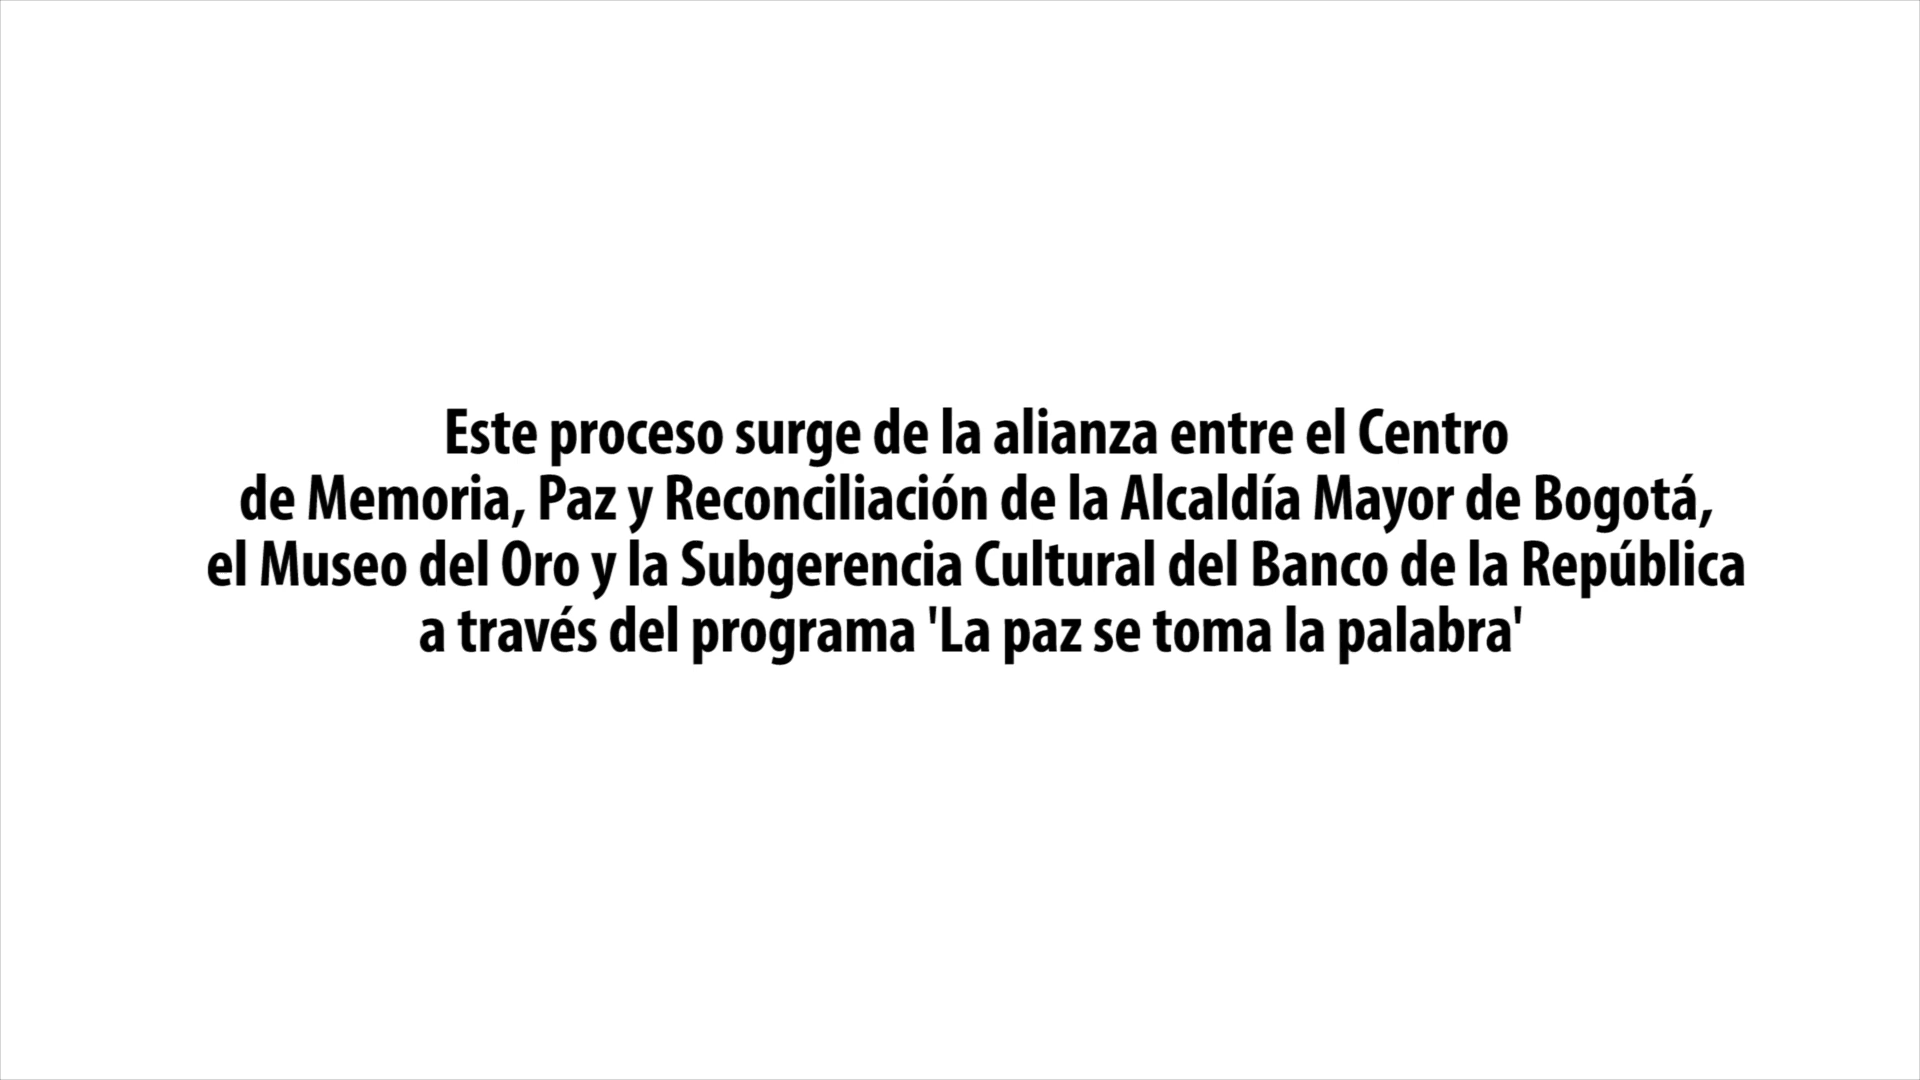 Este proceso surge de la alianza entre el Centro
de Memoria, Paz y Reconciliación de la Alcaldía Mayor de Bogotá,
el Museo del Oro y la Subgerencia Cultural del Banco de la República
a través del programa 'La paz se toma la palabra'